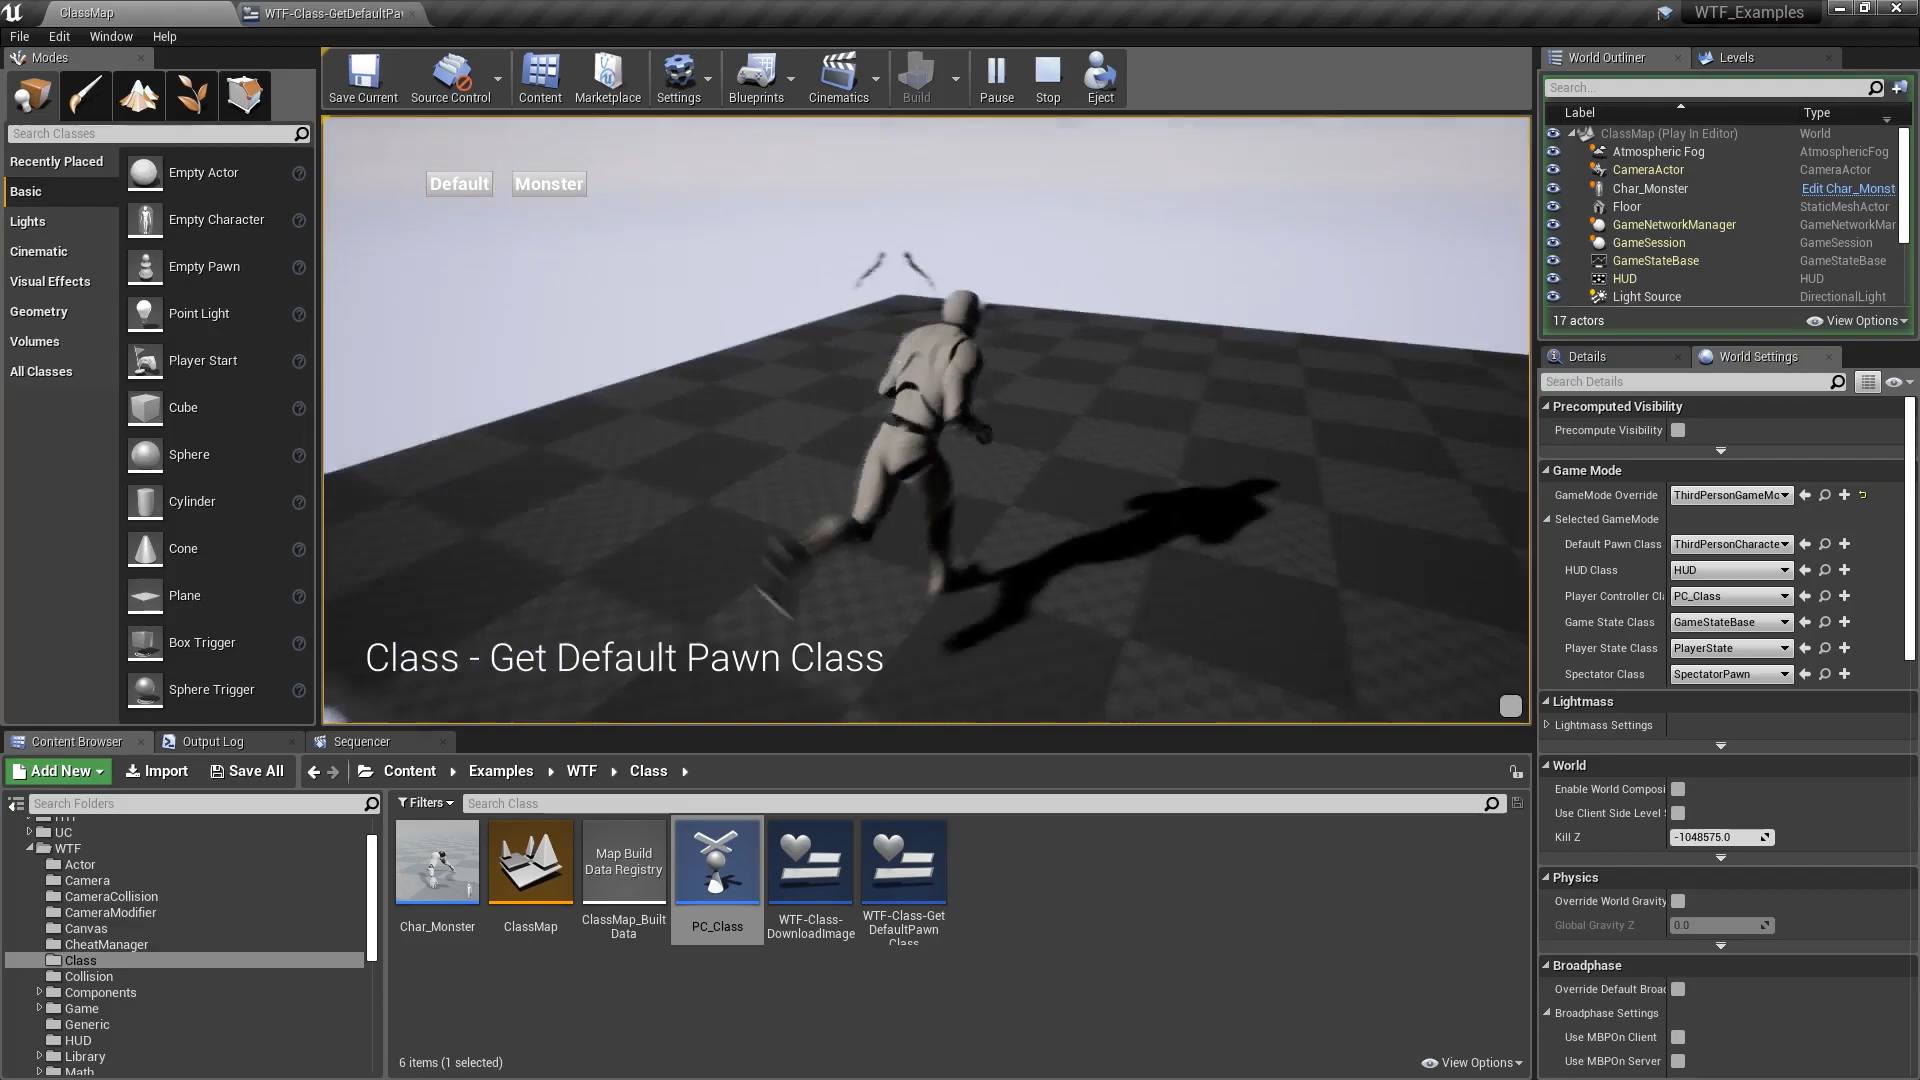 ClassMap
WTF-Class-GetDefaultPa
WTF_Examples
File Edit Window Help
Modes
Save Current
Source Control
Content
Marketplace
Settings
Blueprints
Cinematics
Build
Pause
Stop
Eject
Search Classes
Recently Placed
Basic
Lights
Cinematic
Visual Effects
Geometry
Volumes
All Classes
Empty Actor
Empty Character
Empty Pawn
Point Light
Player Start
Cube
Sphere
Cylinder
Cone
Plane
Box Trigger
Sphere Trigger
Default Monster
Class - Get Default Pawn Class
World Outliner Levels
Search...
Label Type
ClassMap (Play In Editor) World
Atmospheric Fog AtmosphericFog
CameraActor CameraActor
Char_Monster Edit Char_Monst
Floor StaticMeshActor
GameNetworkManager GameNetworkMar
GameSession GameSession
GameStateBase GameStateBase
HUD HUD
Light Source DirectionalLight
17 actors View Options
Details World Settings
Search Details
Precomputed Visibility
Precompute Visibility
Game Mode
GameMode Override ThirdPersonGameMo
Selected GameMode
Default Pawn Class ThirdPersonCharacte
HUD Class HUD
Player Controller Cl PC_Class
Game State Class GameStateBase
Player State Class PlayerState
Spectator Class SpectatorPawn
Lightmass
Lightmass Settings
World
Enable World Composi
Use Client Side Level
Kill Z -1048575.0
Physics
Override World Gravity
Global Gravity Z 0.0
Broadphase
Override Default Broad
Broadphase Settings
Use MBPOn Client
Use MBPOn Server
Content Browser Output Log Sequencer
Add New Import Save All Content Examples WTF Class
Search Folders
Filters Search Class
UC
WTF
Actor
Camera
CameraCollision
CameraModifier
Canvas
CheatManager
Class
Collision
Components
Game
Generic
HUD
Library
Math
Map Build
Data Registry
Char_Monster
ClassMap
ClassMap_Built
Data
PC_Class
WTF-Class-
DownloadImage
WTF-Class-Get
DefaultPawn
Class
6 items (1 selected)
View Options